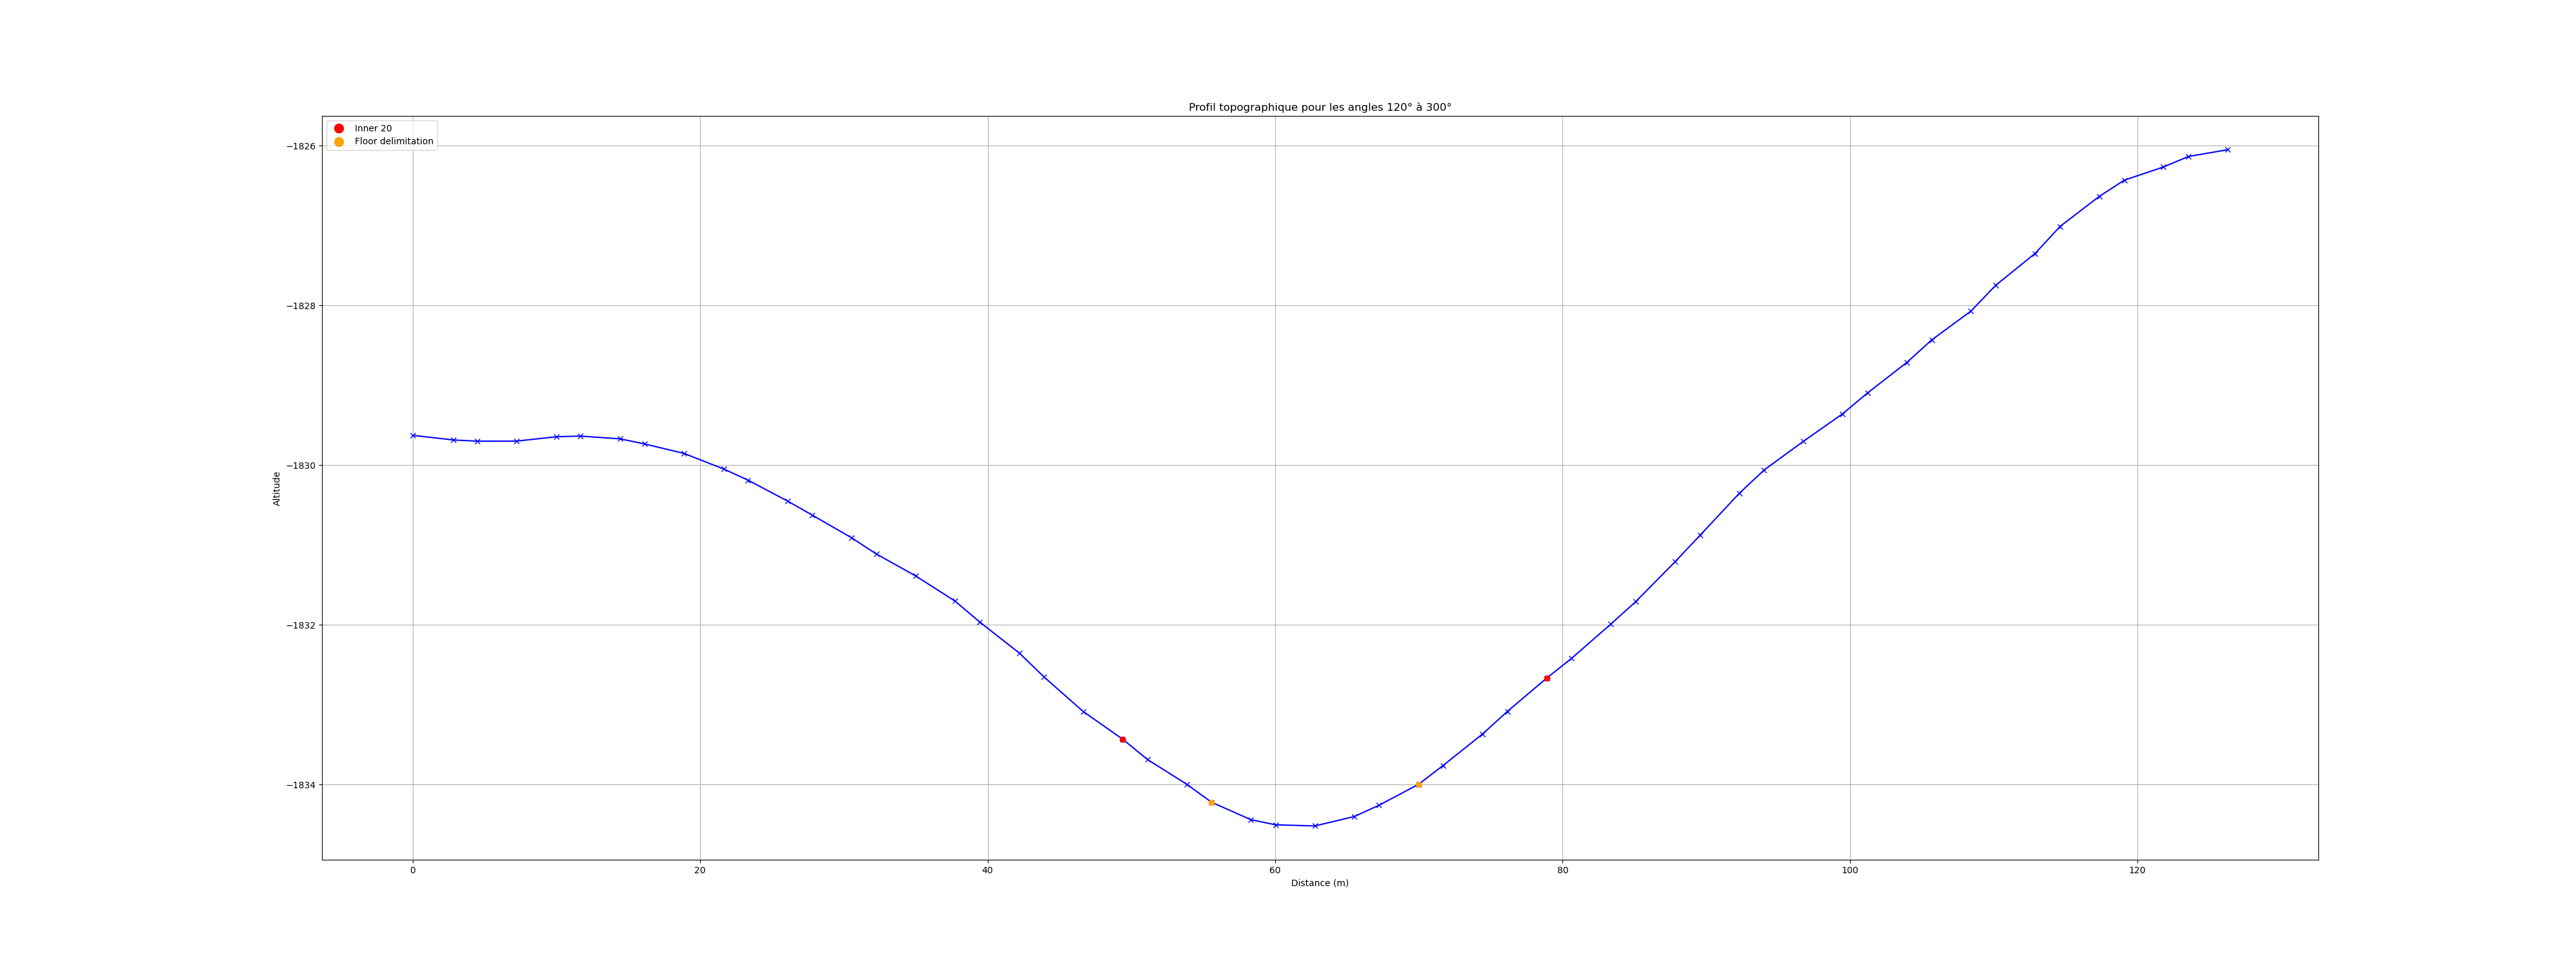 Profil topographique pour les angles 120° à 300°
Inner 20
Floor delimitation
−1826
−1828
−1830
−1832
−1834
Altitude
0 20 40 60 80 100 120
Distance (m)